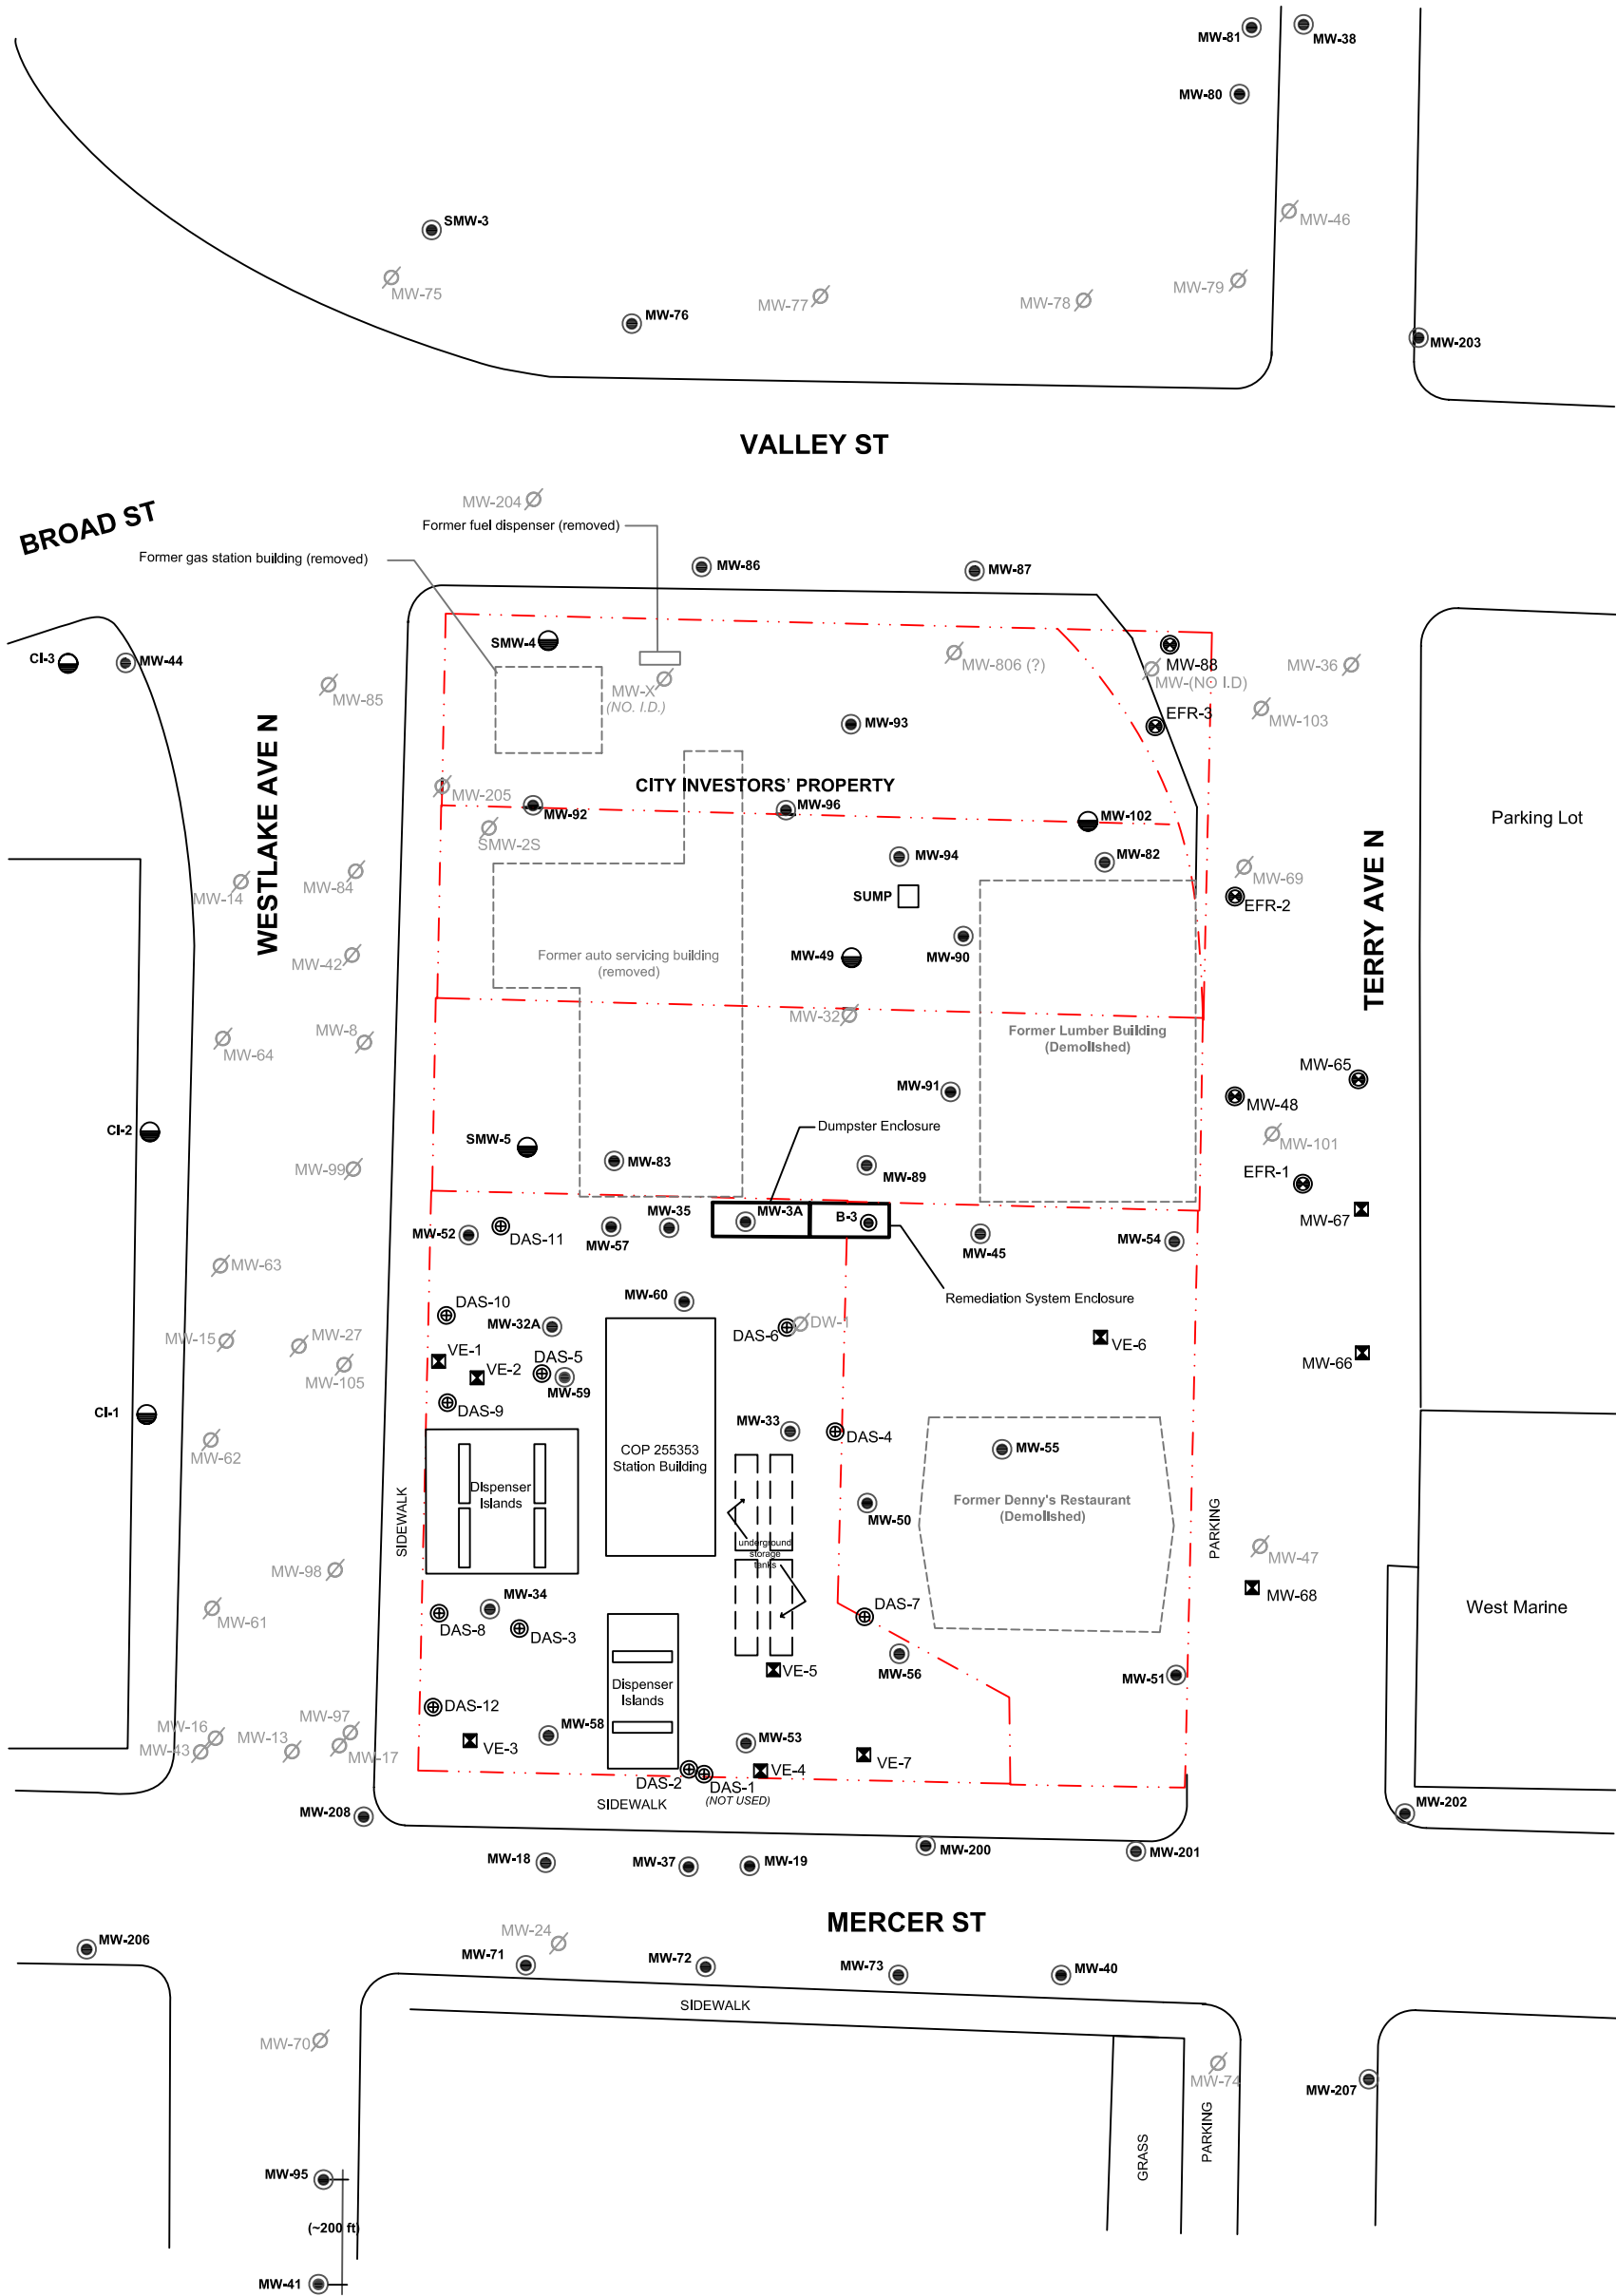 MW-81
MW-38
MW-80
MW-46
SMW-3
MW-75
MW-79
MW-77
MW-78
MW-76
MW-203
VALLEY ST
MW-204
BROAD ST
Former fuel dispenser (removed)
Former gas station building (removed)
MW-86
MW-87
SMW-4
CI-3
MW-44
MW-806 (?)
MW-88
MW-36
MW-(NO I.D)
MW-X
(NO. I.D.)
MW-85
EFR-3
MW-103
MW-93
WESTLAKE AVE N
CITY INVESTORS' PROPERTY
MW-205
MW-92
MW-96
MW-102
Parking Lot
SMW-2S
MW-94
MW-82
MW-84
MW-14
MW-69
SUMP
EFR-2
TERRY AVE N
Former auto servicing building
(removed)
MW-49
MW-90
MW-42
MW-32
MW-8
MW-64
Former Lumber Building
(Demolished)
MW-65
MW-91
MW-48
CI-2
Dumpster Enclosure
SMW-5
MW-101
MW-83
MW-99
MW-89
EFR-1
MW-3A
B-3
MW-67
MW-35
MW-52
DAS-11
MW-57
MW-45
MW-54
MW-63
Remediation System Enclosure
MW-60
DAS-10
MW-32A
DAS-6
DW-1
MW-15
MW-27
VE-6
VE-1
VE-2
DAS-5
MW-66
MW-105
MW-59
DAS-9
CI-1
MW-33
DAS-4
COP 255353
Station Building
MW-55
MW-62
Dispenser
Islands
Former Denny's Restaurant
(Demolished)
SIDEWALK
MW-50
PARKING
underground
storage
tanks
MW-47
MW-98
MW-68
MW-34
West Marine
MW-61
DAS-8
DAS-3
DAS-7
MW-56
VE-5
MW-51
Dispenser
Islands
DAS-12
MW-97
MW-16
MW-13
MW-43
MW-17
MW-58
VE-3
MW-53
VE-7
DAS-2
DAS-1
VE-4
(NOT USED)
SIDEWALK
MW-208
MW-202
MW-18
MW-37
MW-19
MW-200
MW-201
MERCER ST
MW-24
MW-206
MW-71
MW-72
MW-73
MW-40
SIDEWALK
MW-70
MW-74
MW-207
GRASS
PARKING
MW-95
(~200 ft)
MW-41